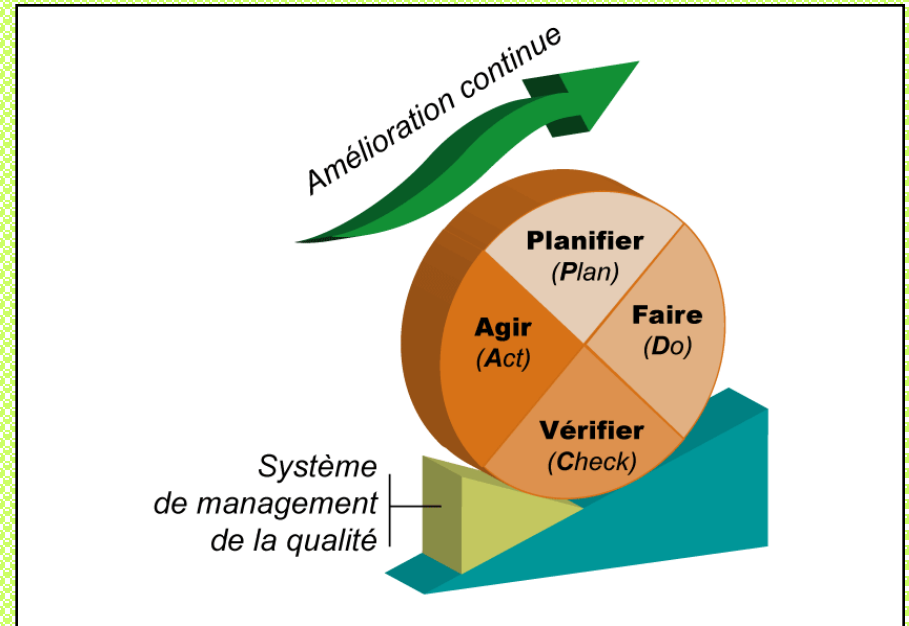 Amélioration continue
Planifier
(Plan)
Faire
(Do)
Vérifier
(Check)
Agir
(Act)
Système
de management
de la qualité